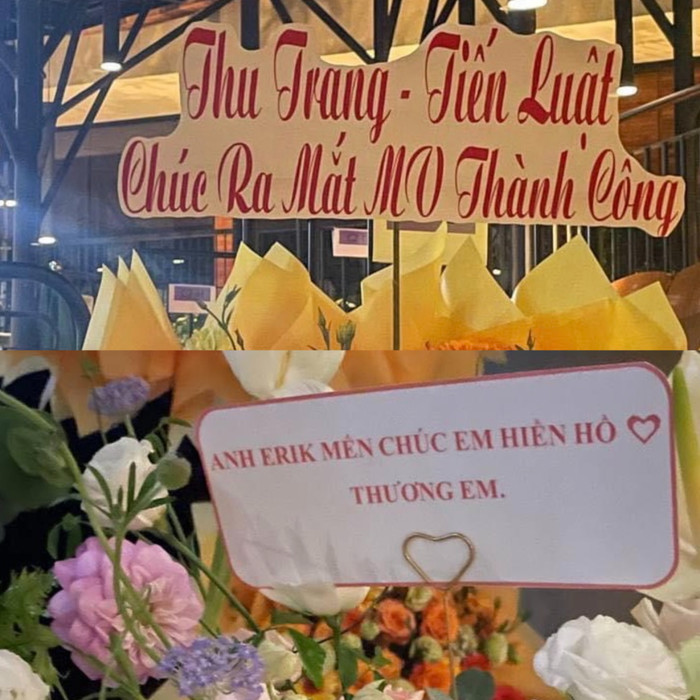 Thu Trang - Tiến Luật
Chúc Ra Mắt MV Thành Công
ANH ERIK MẾN CHÚC EM HIỀN HỒ
THƯƠNG EM.